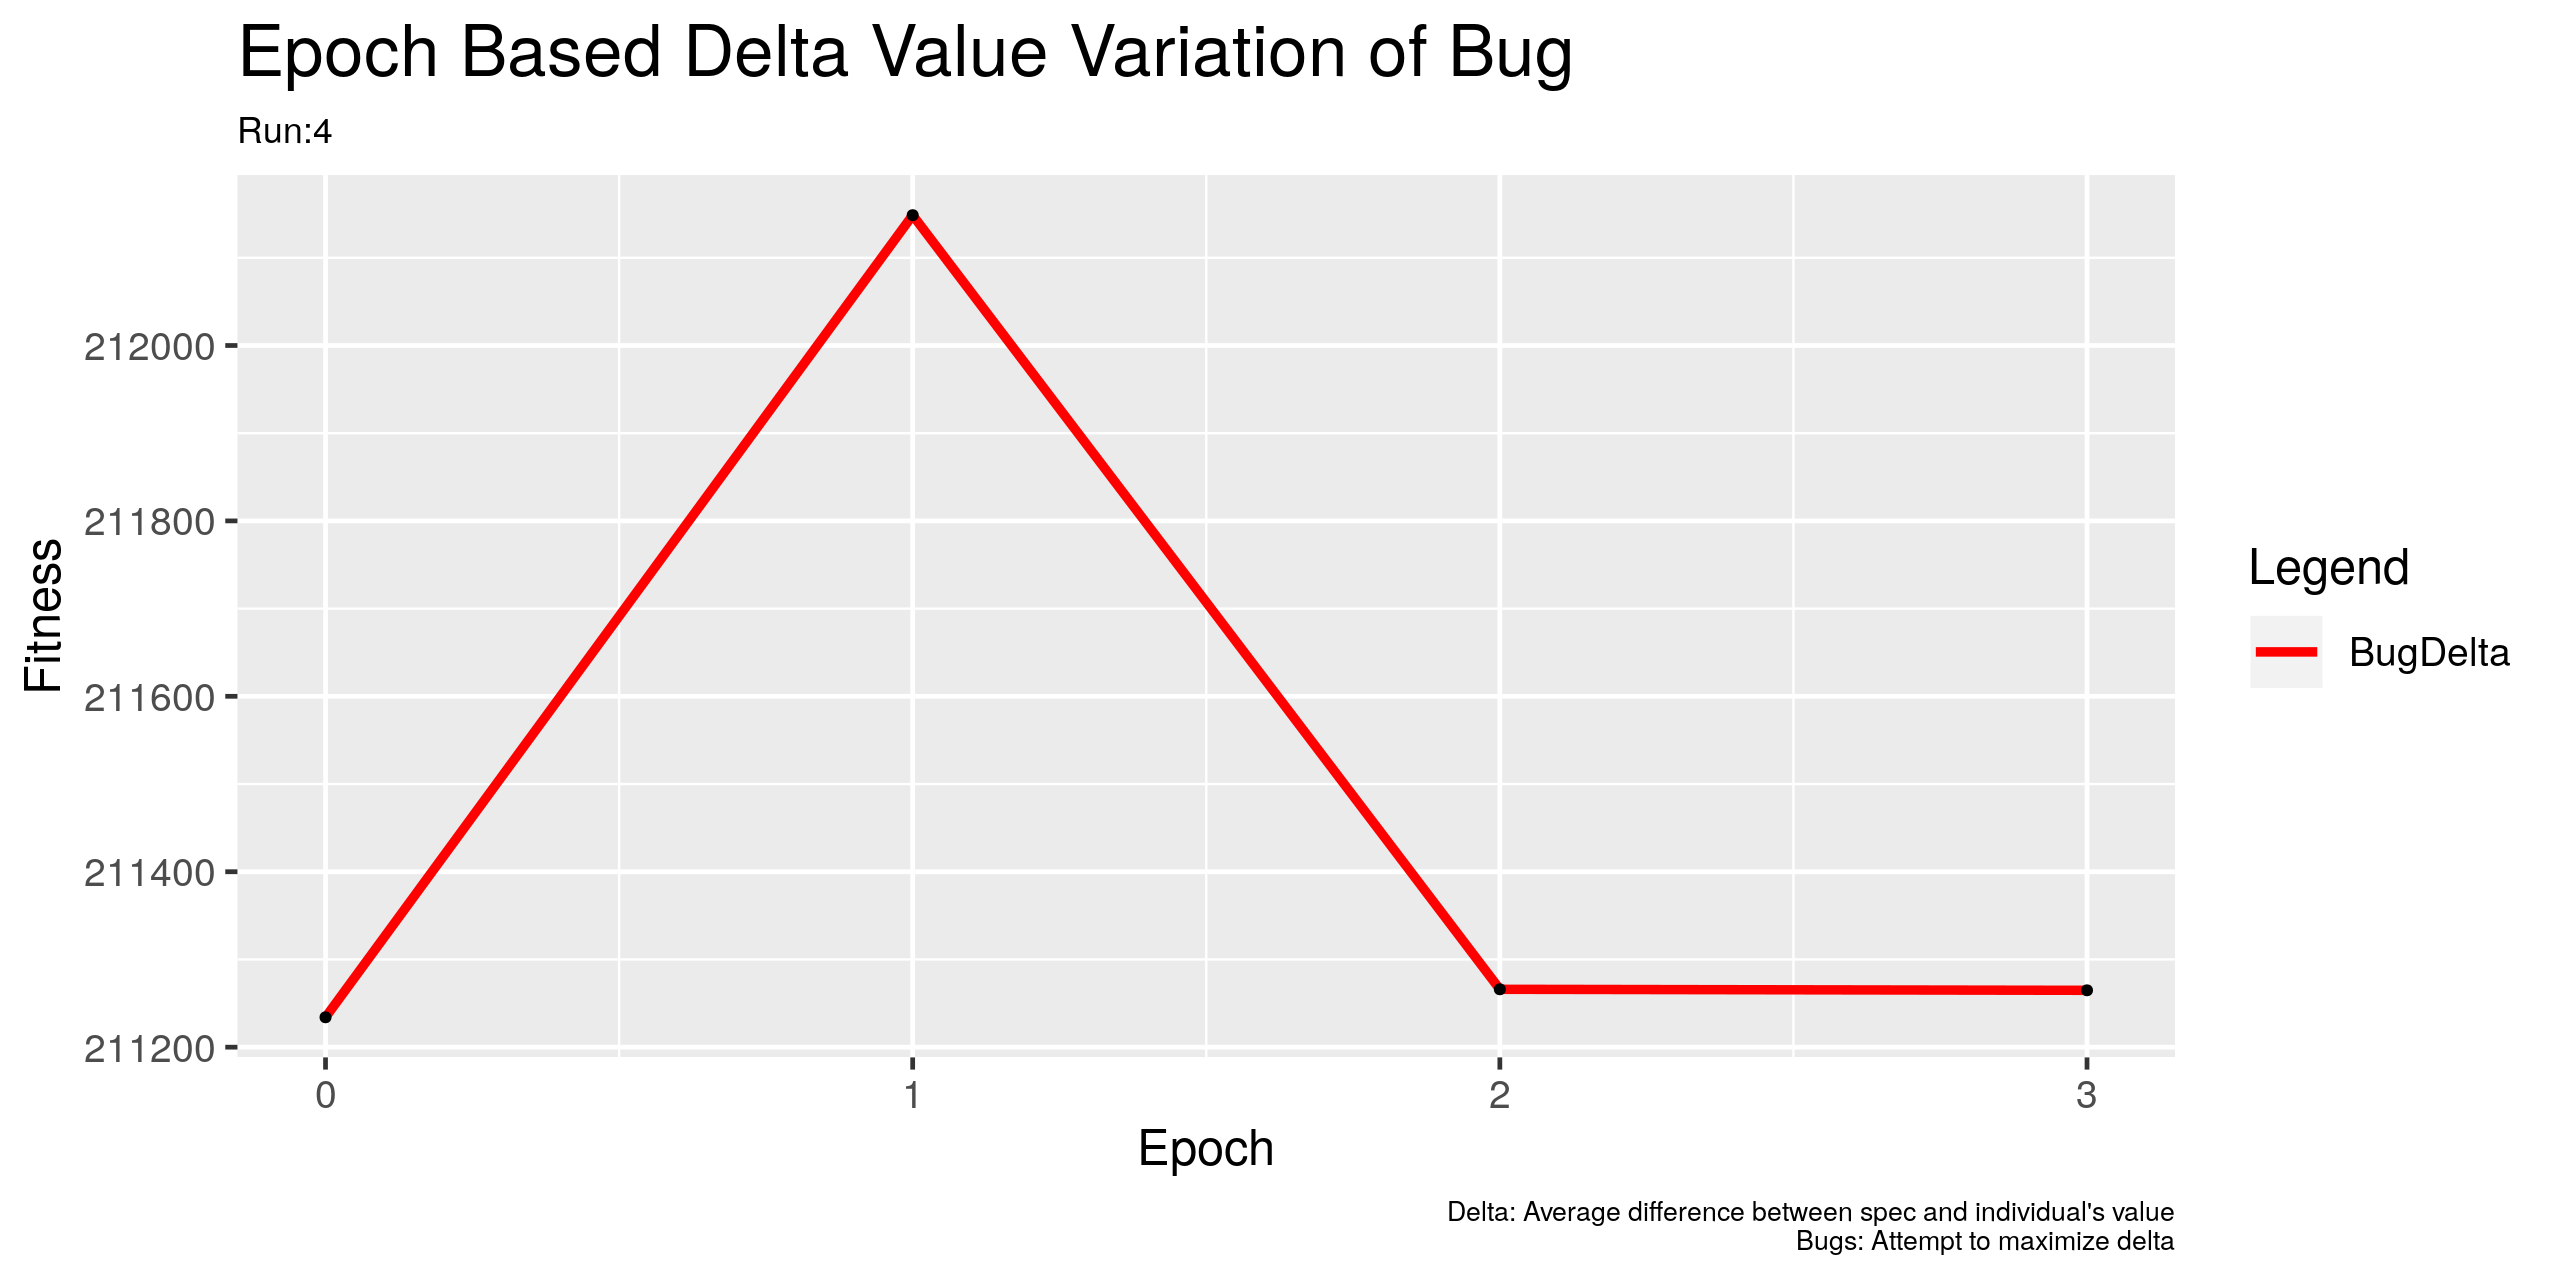 Epoch Based Delta Value Variation of Bug
Run:4
Fitness
212000
211800
211600
211400
211200
0 1 2 3
Epoch
Legend
BugDelta
Delta: Average difference between spec and individual's value
Bugs: Attempt to maximize delta